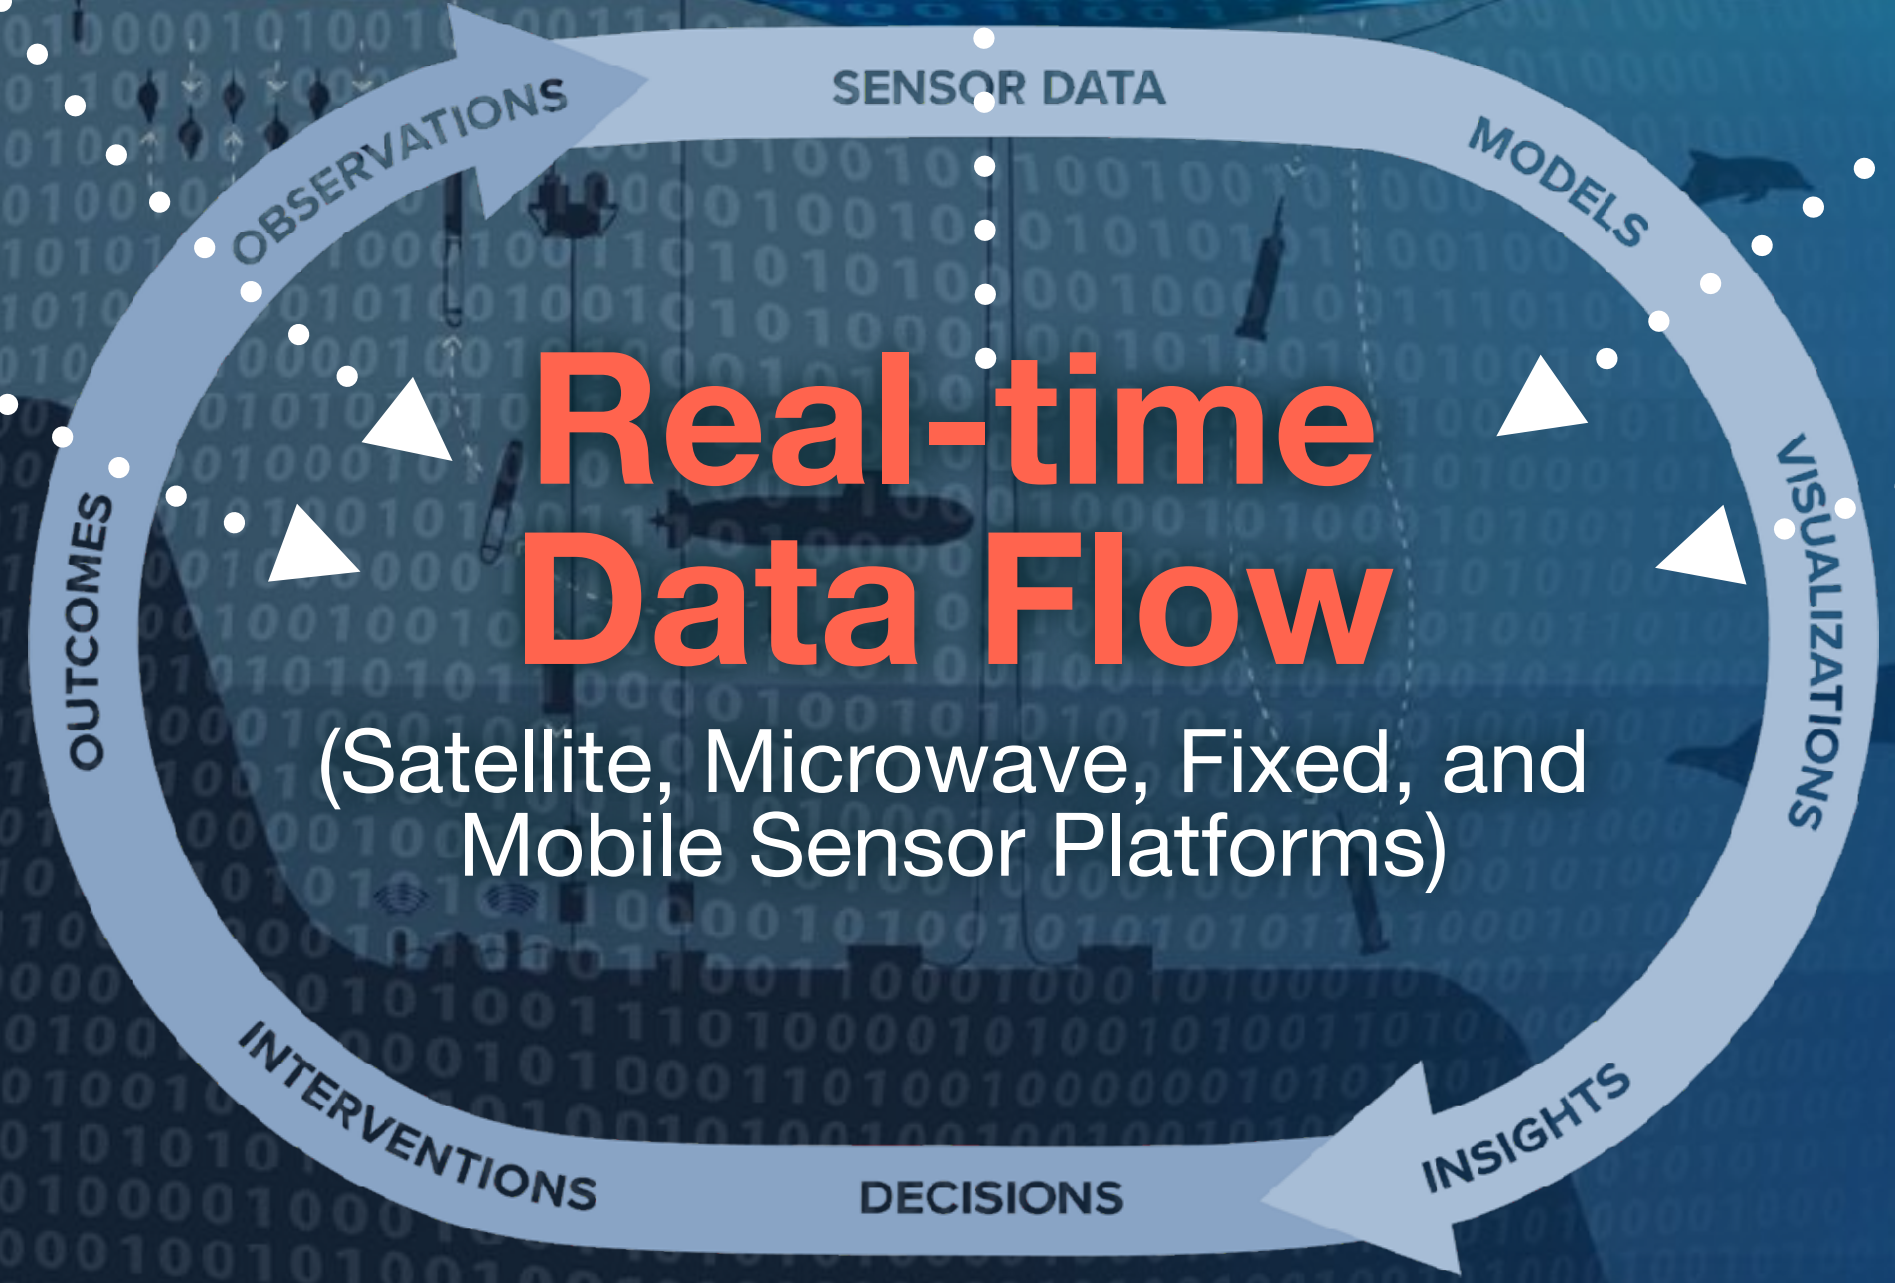 OBSERVATIONS
SENSOR DATA
MODELS
VISUALIZATIONS
INSIGHTS
DECISIONS
INTERVENTIONS
OUTCOMES
Real-time
Data Flow
(Satellite, Microwave, Fixed, and
Mobile Sensor Platforms)